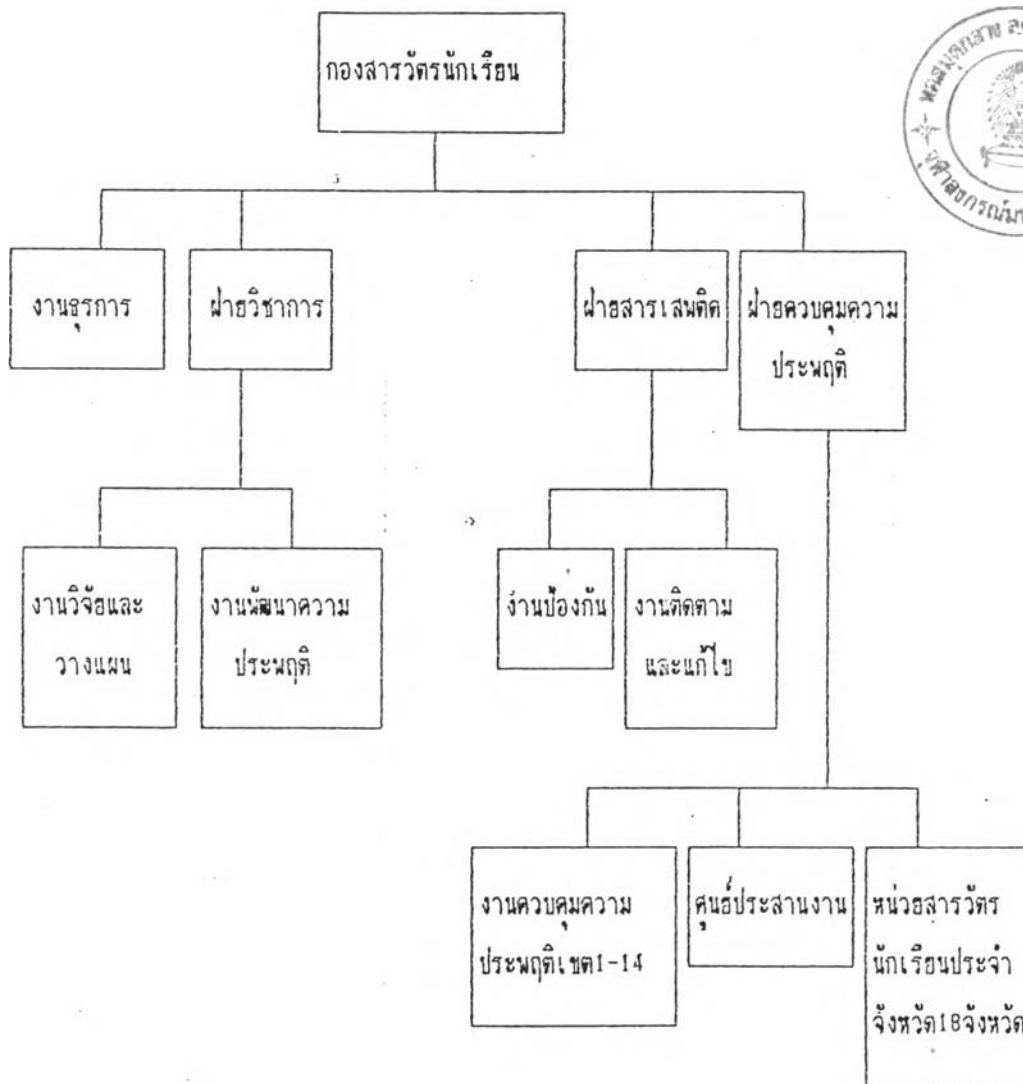 กองสารวัตรนักเรียน
งานธุรการ
ฝ่ายวิชาการ
ฝ่ายสารเสพติด
ฝ่ายควบคุมความ
ประพฤติ
งานวิจัยและ
วางแผน
งานพัฒนาความ
ประพฤติ
งานป้องกัน
งานติดตาม
และแก้ไข
งานควบคุมความ
ประพฤติเขต1-14
ศูนย์ประสานงาน
หน่วยสารวัตร
นักเรียนประจำ
จังหวัด18จังหวัด